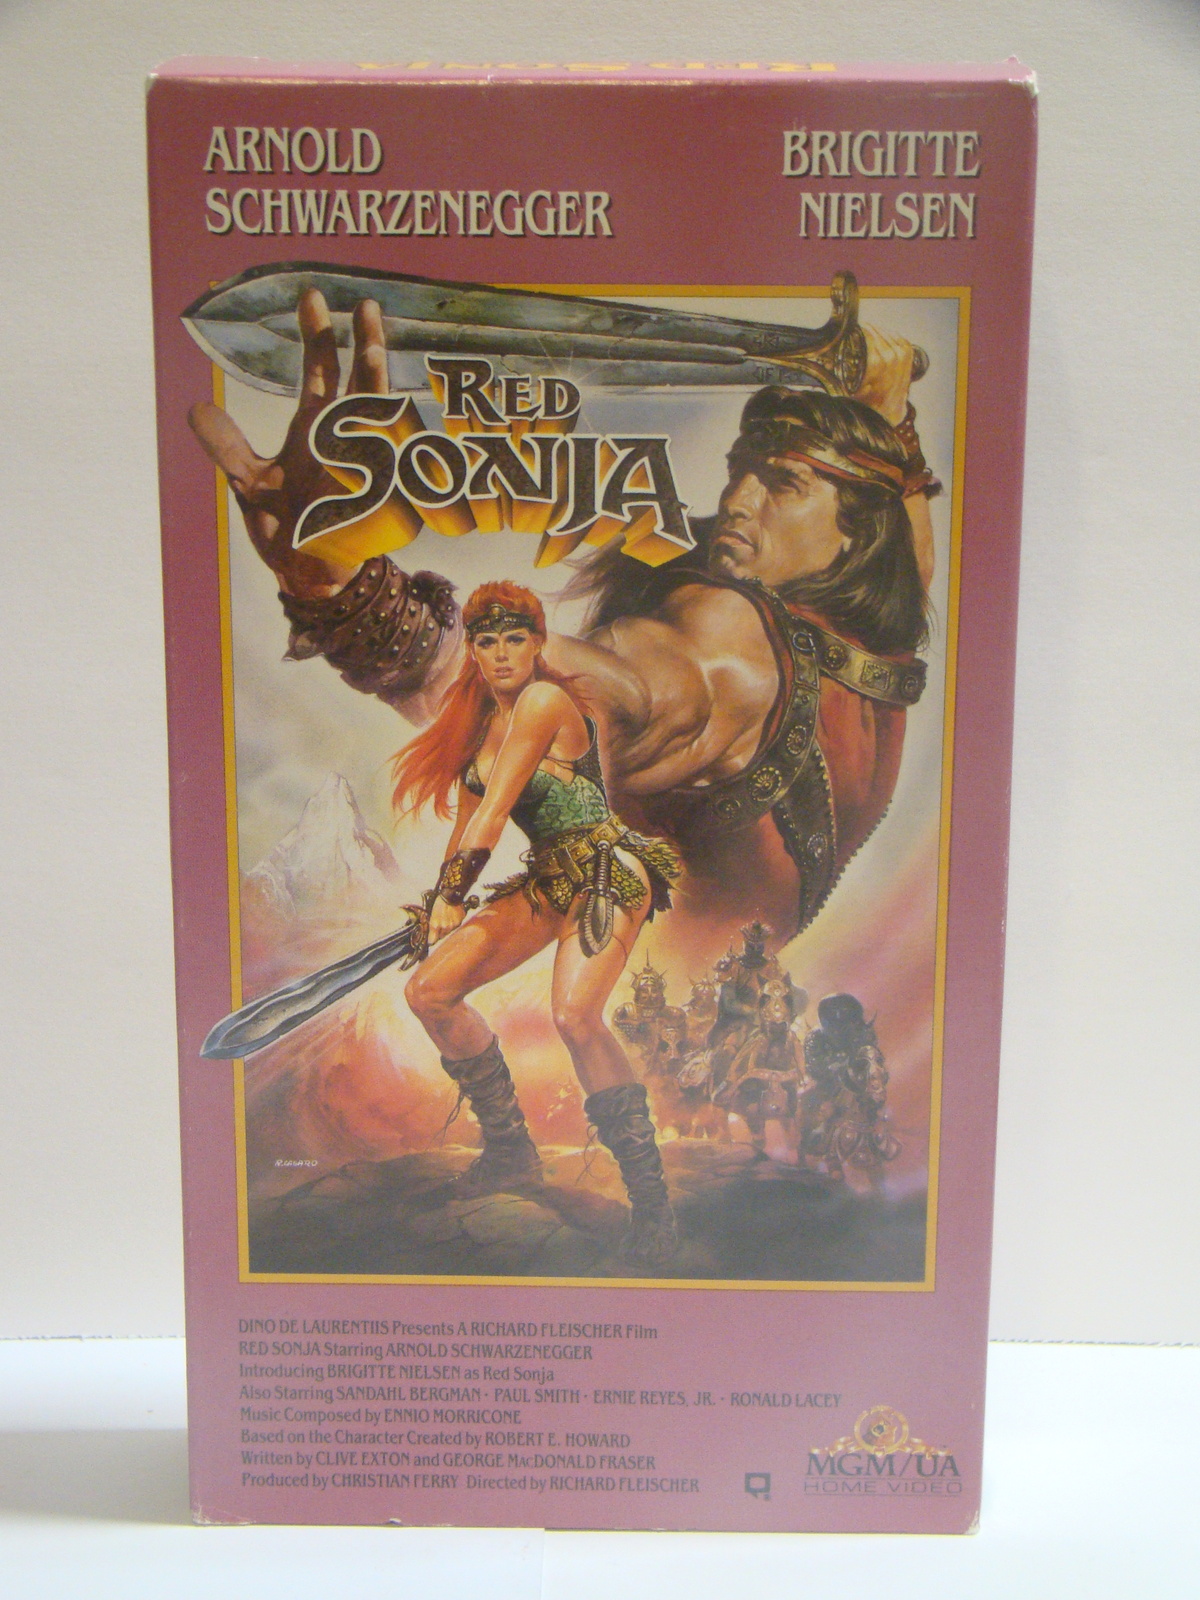 RED SONJA
ARNOLD
SCHWARZENEGGER
BRIGITTE
NIELSEN
RED
SONJA
DINO DE LAURENTIIS Presents A RICHARD FLEISCHER Film
RED SONJA Starring ARNOLD SCHWARZENEGGER
Introducing BRIGITTE NIELSEN as Red Sonja
Also Starring SANDAHL BERGMAN · PAUL SMITH · ERNIE REYES, JR. · RONALD LACEY
Music Composed by ENNIO MORRICONE
Based on the Character Created by ROBERT E. HOWARD
Written by CLIVE EXTON and GEORGE MACDONALD FRASER
Produced by CHRISTIAN FERRY Directed by RICHARD FLEISCHER
MGM/UA
HOME VIDEO